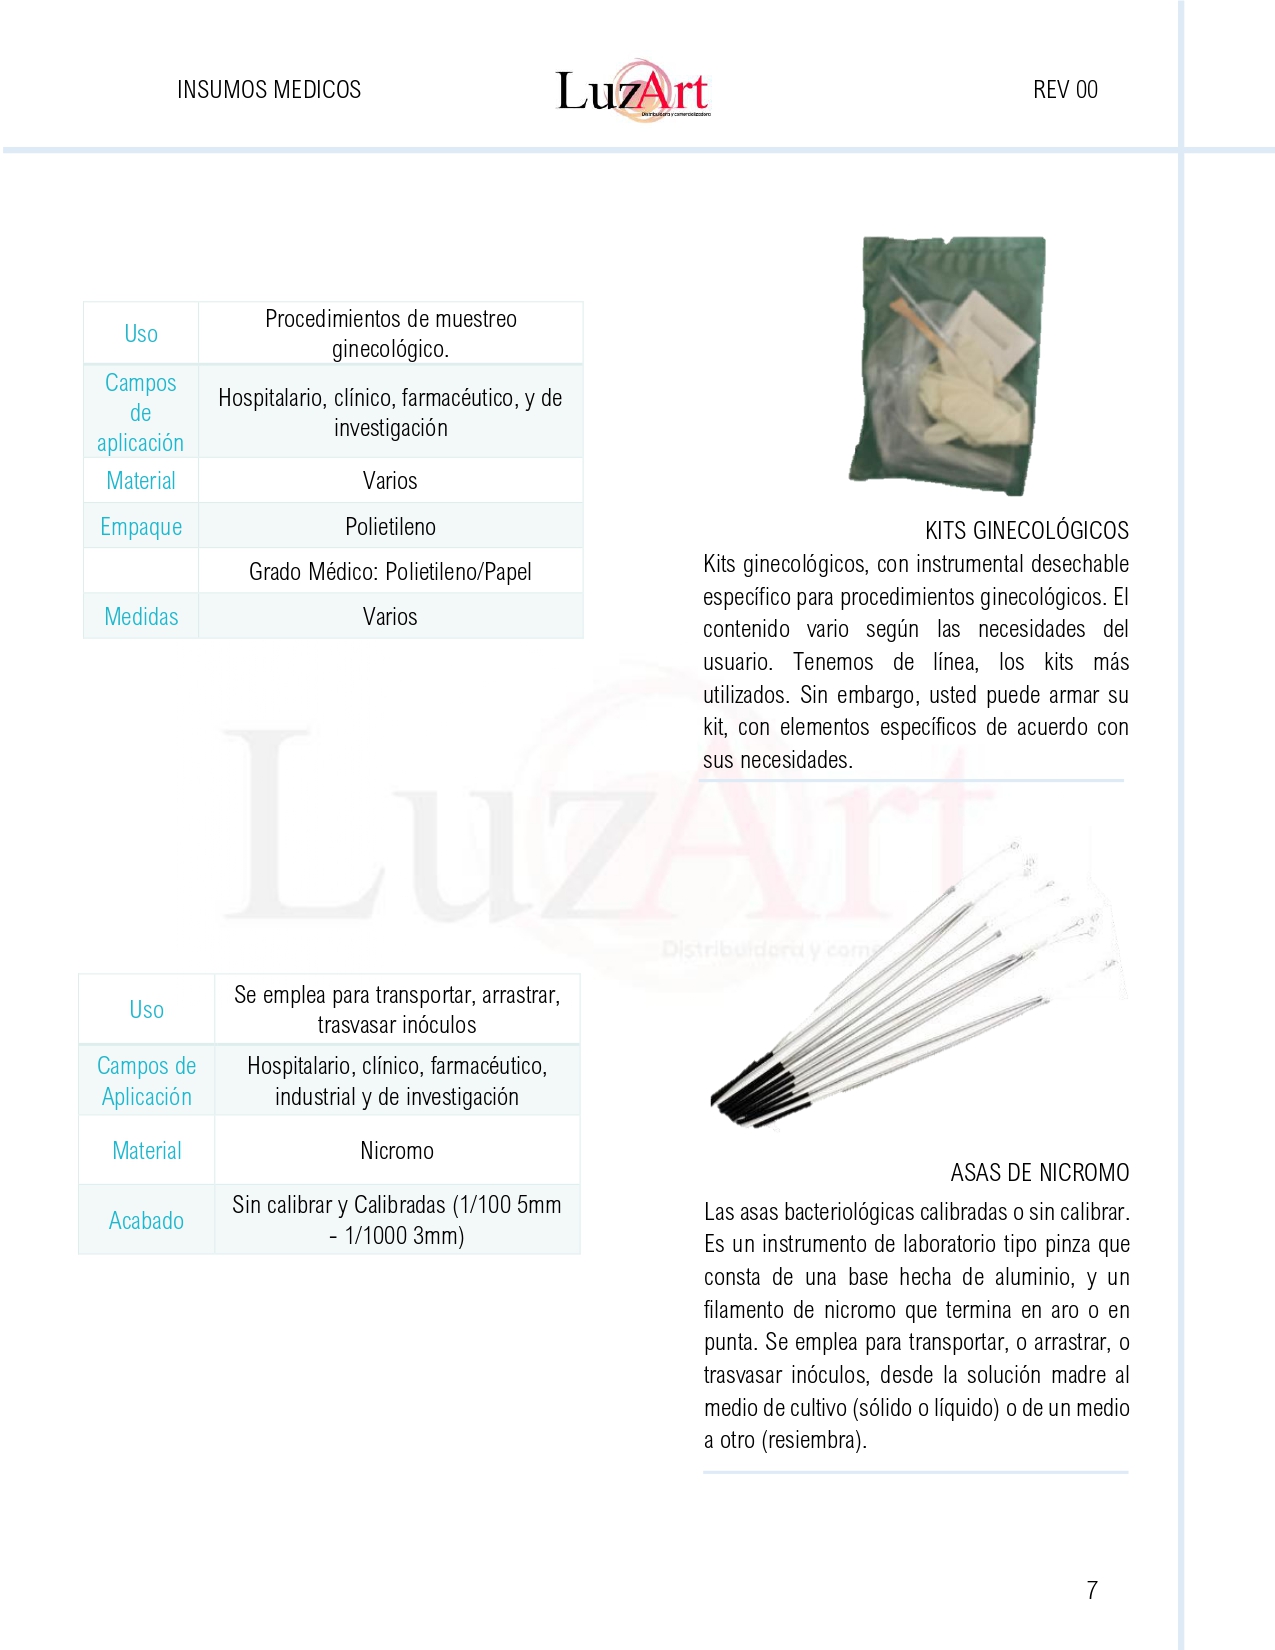 INSUMOS MEDICOS
LuzArt
Distribuidora y comercializadora
REV 00
Uso
Procedimientos de muestreo
ginecológico.
Campos
de
aplicación
Hospitalario, clínico, farmacéutico, y de
investigación
Material
Varios
Empaque
Polietileno
Grado Médico: Polietileno/Papel
Medidas
Varios
KITS GINECOLÓGICOS
Kits ginecológicos, con instrumental desechable
específico para procedimientos ginecológicos. El
contenido vario según las necesidades del
usuario. Tenemos de línea, los kits más
utilizados. Sin embargo, usted puede armar su
kit, con elementos específicos de acuerdo con
sus necesidades.
LuzArt
Distribuidora y come
Uso
Se emplea para transportar, arrastrar,
trasvasar inóculos
Campos de
Aplicación
Hospitalario, clínico, farmacéutico,
industrial y de investigación
Material
Nicromo
Acabado
Sin calibrar y Calibradas (1/100 5mm
- 1/1000 3mm)
ASAS DE NICROMO
Las asas bacteriológicas calibradas o sin calibrar.
Es un instrumento de laboratorio tipo pinza que
consta de una base hecha de aluminio, y un
filamento de nicromo que termina en aro o en
punta. Se emplea para transportar, o arrastrar, o
trasvasar inóculos, desde la solución madre al
medio de cultivo (sólido o líquido) o de un medio
a otro (resiembra).
7